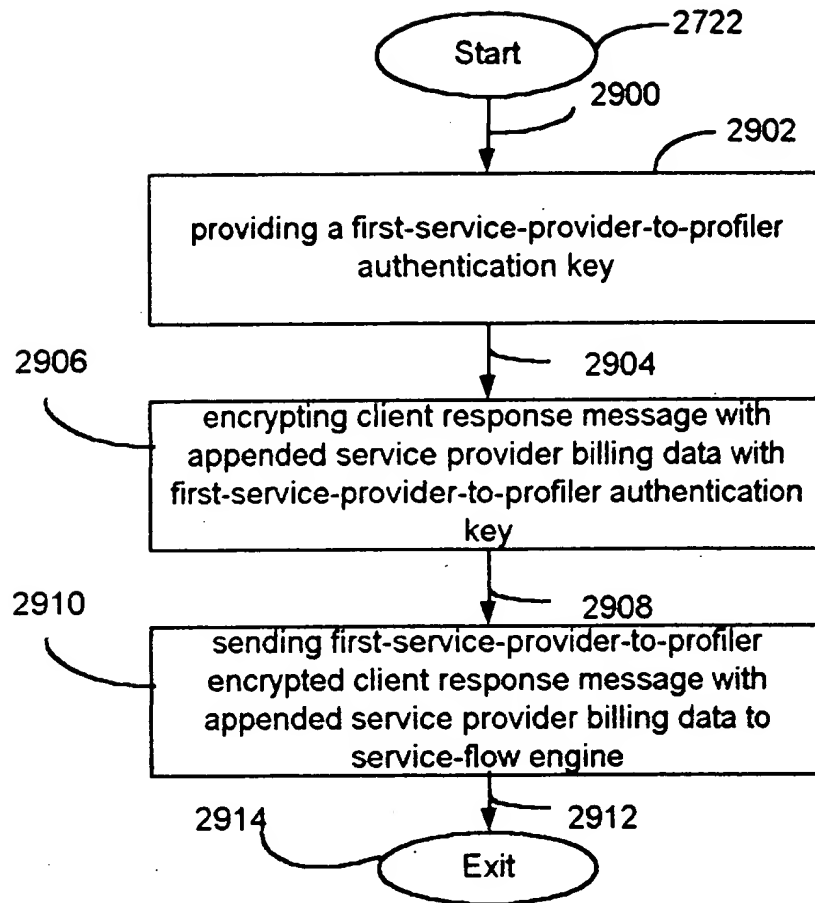 Start
2722
2900
2902
providing a first-service-provider-to-profiler
authentication key
2904
2906
encrypting client response message with
appended service provider billing data with
first-service-provider-to-profiler authentication
key
2908
2910
sending first-service-provider-to-profiler
encrypted client response message with
appended service provider billing data to
service-flow engine
2912
2914
Exit